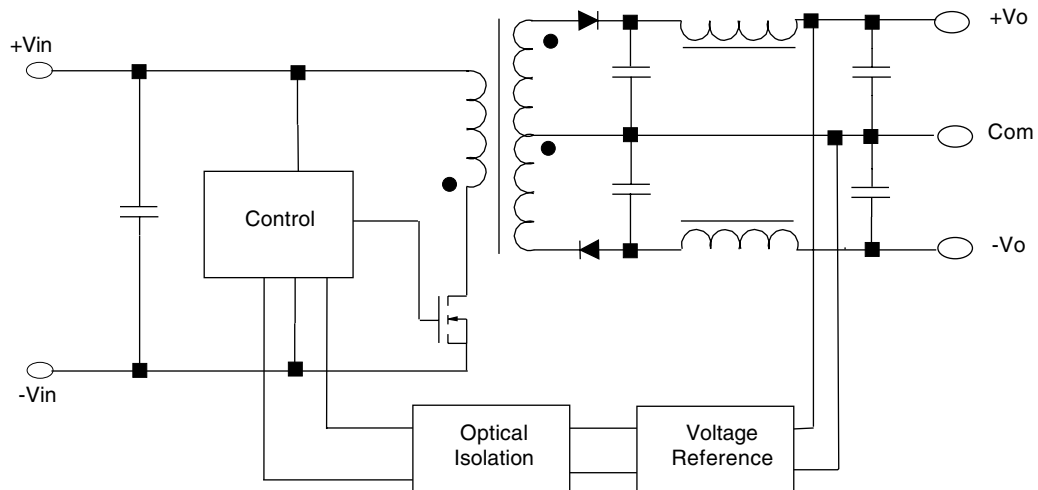 +Vo
+Vin
Com
Control
-Vo
-Vin
Optical
Isolation
Voltage
Reference